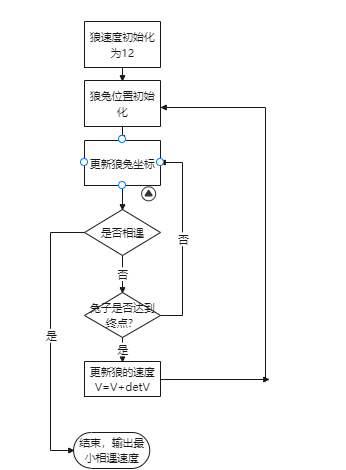 狼速度初始化
为12
狼兔位置初始
化
更新狼兔坐标
是否相遇
否
否
兔子是否达到
终点?
是
是
更新狼的速度
V=V+detV
结束，输出最
小相遇速度